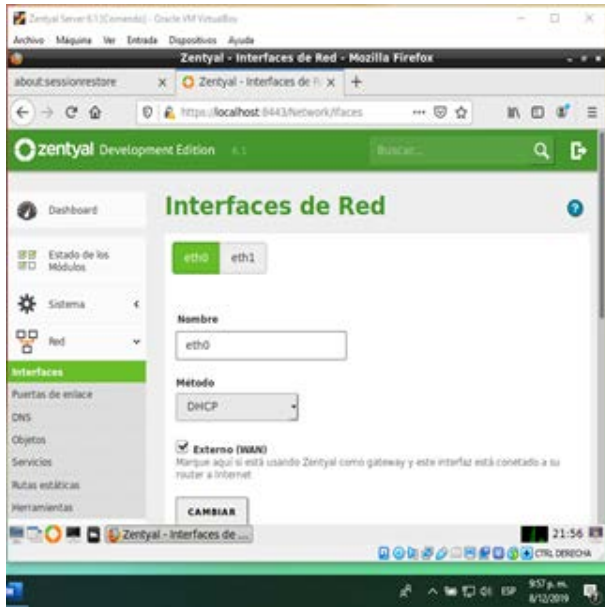 Zentyal Server 6.1 [Corriendo] - Oracle VM VirtualBox
Archivo Máquina Ver Entrada Dispositivos Ayuda
Zentyal - Interfaces de Red - Mozilla Firefox
about:sessionrestore
Zentyal - Interfaces de R
https://localhost:8443/Network/Ifaces
zentyal Development Edition 6.1
Buscar...
Dashboard
Interfaces de Red
Estado de los
Módulos
eth0 eth1
Sistema
Red
Nombre
eth0
Interfaces
Puertas de enlace
Método
DNS
DHCP
Objetos
Servicios
Externo (WAN)
Marque aquí si está usando Zentyal como gateway y este interfaz está conetado a su
router a Internet.
Rutas estáticas
Herramientas
CAMBIAR
Zentyal - Interfaces de ...
21:56
CTRL DERECHA
ESP
9:57 p. m.
8/12/2019